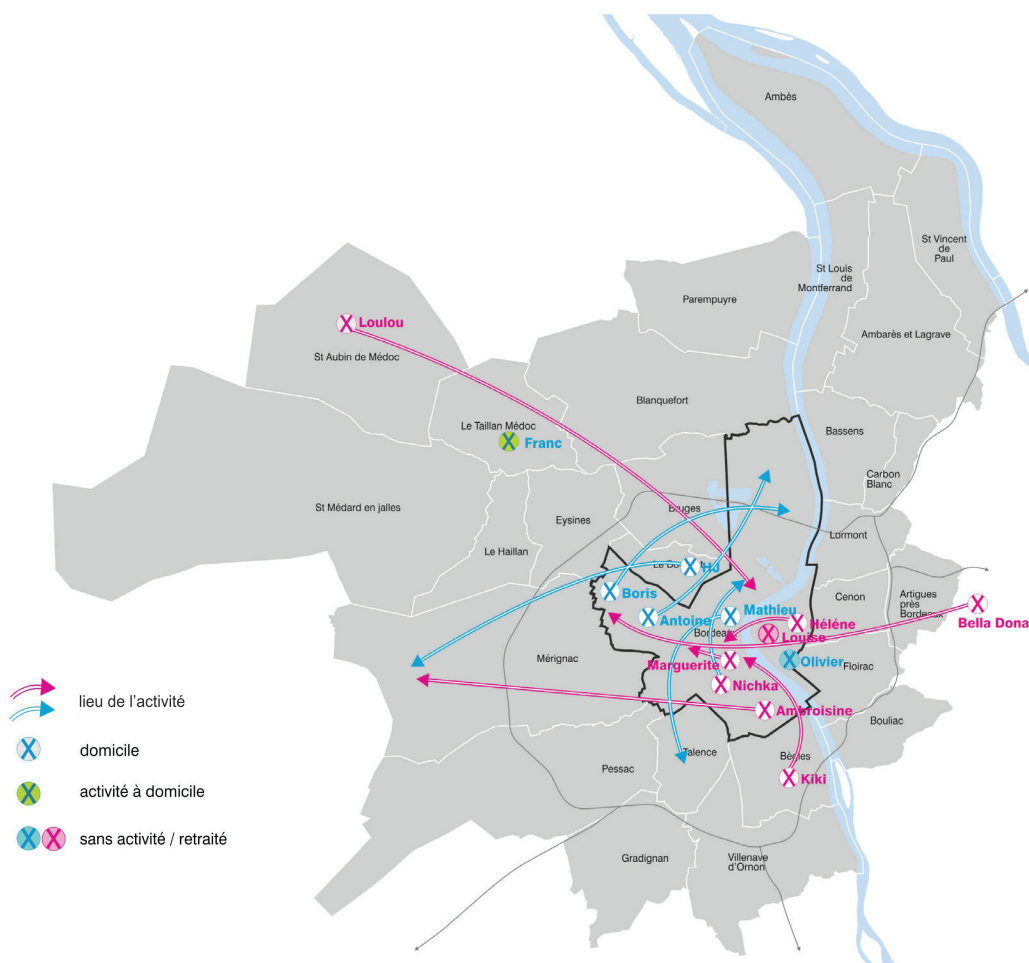 Ambès
St Vincent
de
Paul
St Louis
de
Montferrand
Parempuyre
Loulou
Ambarès et Lagrave
St Aubin de Médoc
Blanquefort
Le Taillan Médoc
Franc
Bassens
Carbon
Blanc
St Médard en jalles
Eysines
Bruges
Lormont
Le Haillan
HJ
Boris
Cenon
Artigues
près
Bordeaux
Bella Dona
Mathieu
Antoine
Héléne
Bordeaux
Louise
Mérignac
Marguerite
Olivier
Floirac
Nichka
Ambroisine
Bouliac
lieu de l'activité
Talence
Bègles
domicile
Pessac
Kiki
activité à domicile
sans activité / retraité
Gradignan
Villenave
d'Ornon